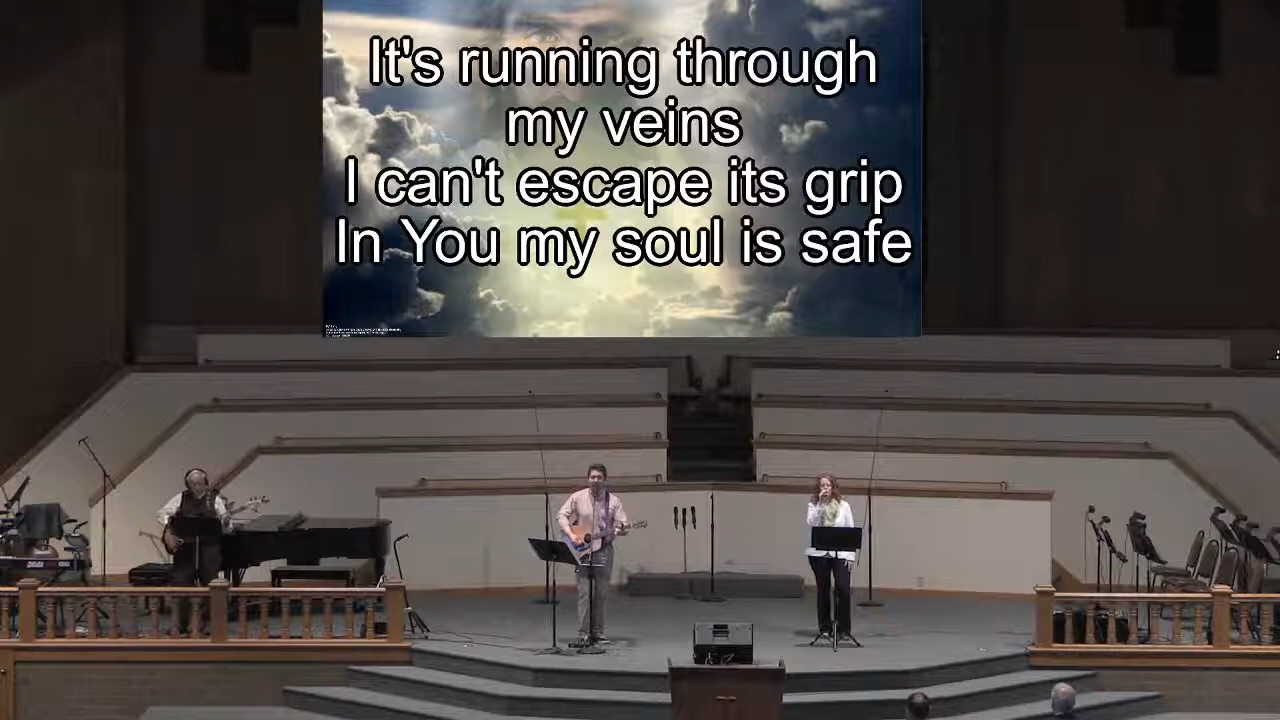 It's running through
my veins
I can't escape its grip
In You my soul is safe